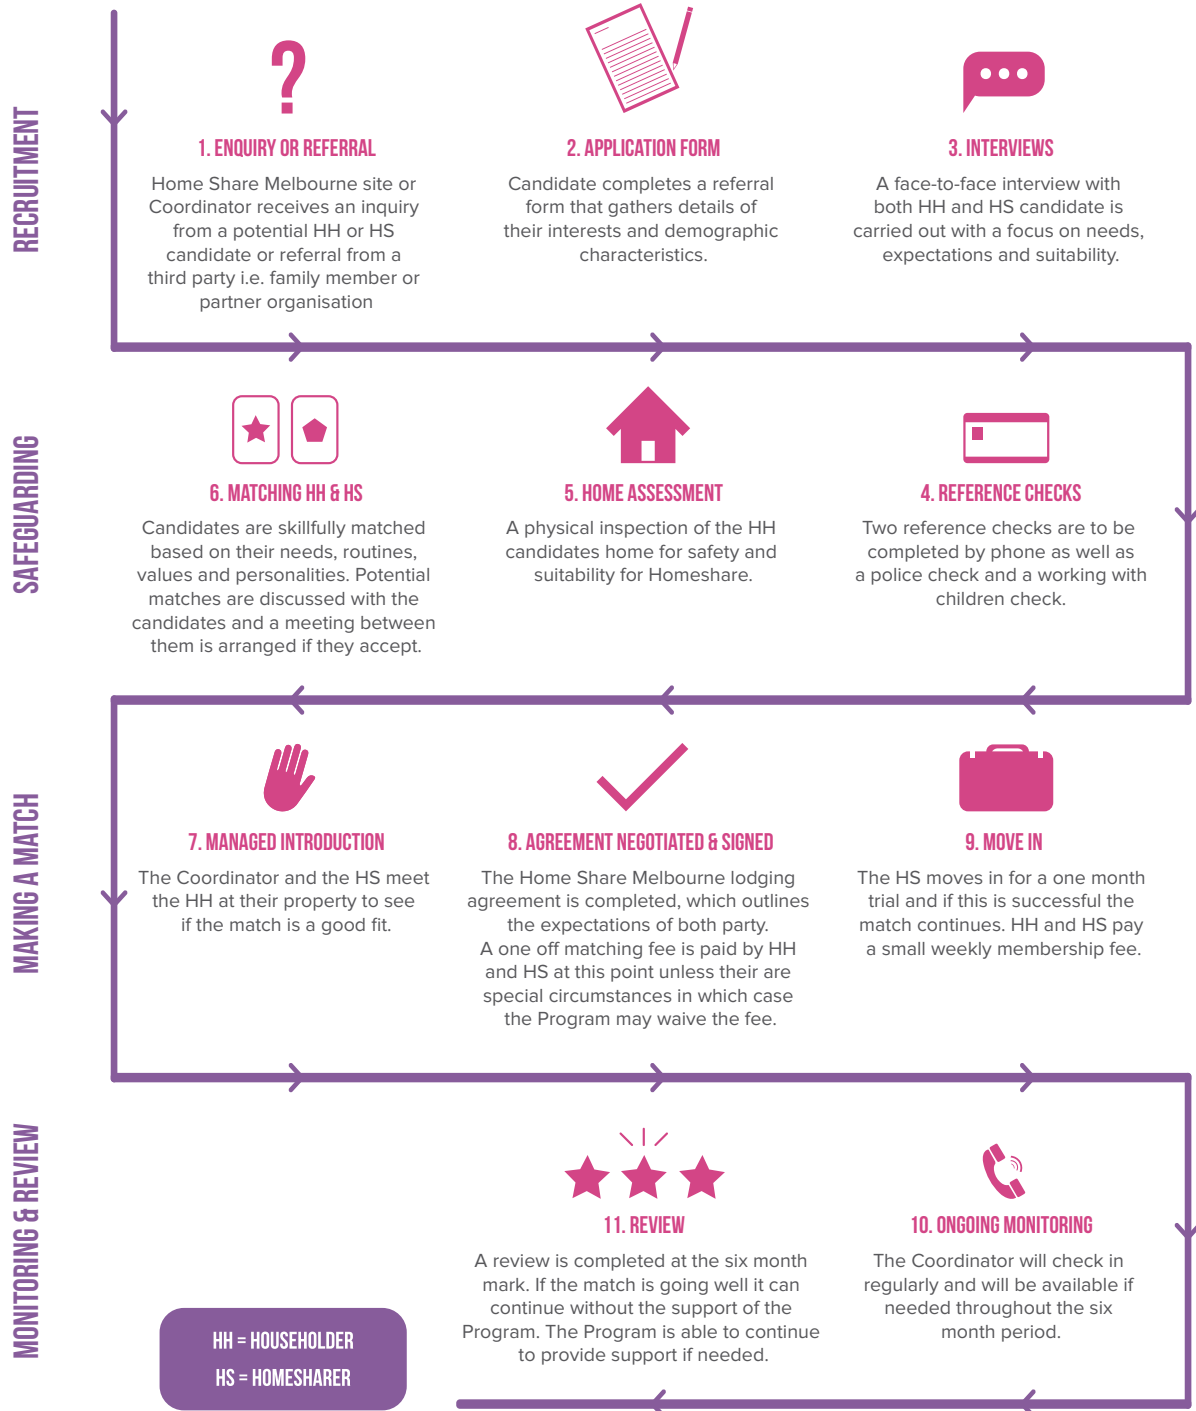 RECRUITMENT
1. ENQUIRY OR REFERRAL
Home Share Melbourne site or
Coordinator receives an inquiry
from a potential HH or HS
candidate or referral from a
third party i.e. family member or
partner organisation
2. APPLICATION FORM
Candidate completes a referral
form that gathers details of
their interests and demographic
characteristics.
3. INTERVIEWS
A face-to-face interview with
both HH and HS candidate is
carried out with a focus on needs,
expectations and suitability.
SAFEGUARDING
6. MATCHING HH & HS
Candidates are skillfully matched
based on their needs, routines,
values and personalities. Potential
matches are discussed with the
candidates and a meeting between
them is arranged if they accept.
5. HOME ASSESSMENT
A physical inspection of the HH
candidates home for safety and
suitability for Homeshare.
4. REFERENCE CHECKS
Two reference checks are to be
completed by phone as well as
a police check and a working with
children check.
MAKING A MATCH
7. MANAGED INTRODUCTION
The Coordinator and the HS meet
the HH at their property to see
if the match is a good fit.
8. AGREEMENT NEGOTIATED & SIGNED
The Home Share Melbourne lodging
agreement is completed, which outlines
the expectations of both party.
A one off matching fee is paid by HH
and HS at this point unless their are
special circumstances in which case
the Program may waive the fee.
9. MOVE IN
The HS moves in for a one month
trial and if this is successful the
match continues. HH and HS pay
a small weekly membership fee.
MONITORING & REVIEW
11. REVIEW
A review is completed at the six month
mark. If the match is going well it can
continue without the support of the
Program. The Program is able to continue
to provide support if needed.
10. ONGOING MONITORING
The Coordinator will check in
regularly and will be available if
needed throughout the six
month period.
HH = HOUSEHOLDER
HS = HOMESHARER